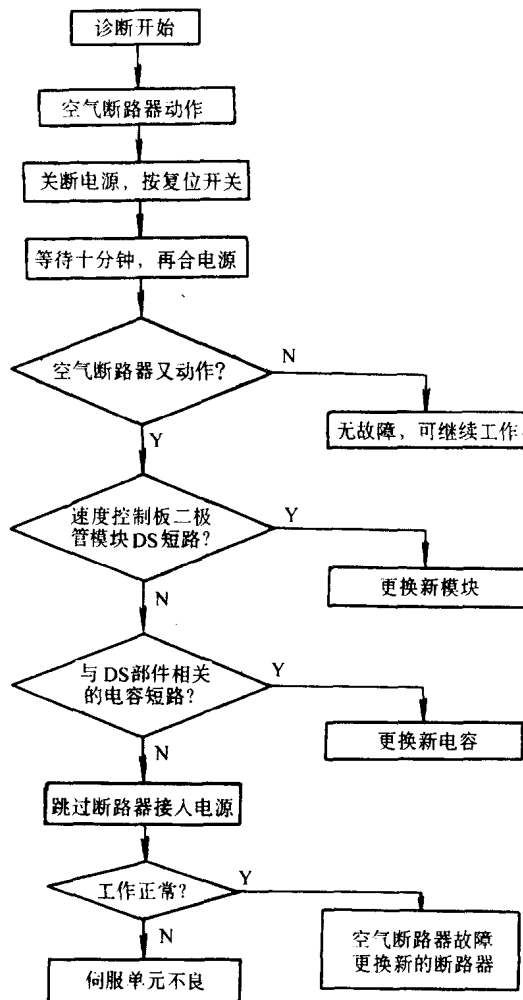 诊断开始
空气断路器动作
关断电源，按复位开关
等待十分钟，再合电源
空气断路器又动作？
N
Y
无故障，可继续工作
速度控制板二极
管模块DS短路？
Y
N
更换新模块
与DS部件相关
的电容短路？
Y
N
更换新电容
跳过断路器接入电源
工作正常？
Y
N
空气断路器故障
更换新的断路器
伺服单元不良